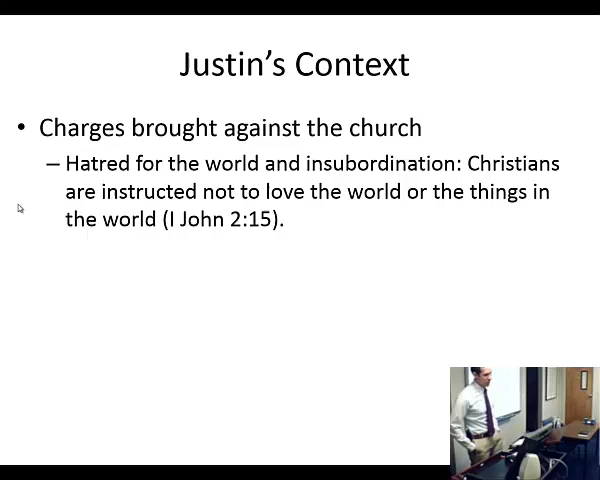 Justin’s Context
• Charges brought against the church
– Hatred for the world and insubordination: Christians
are instructed not to love the world or the things in
the world (I John 2:15).